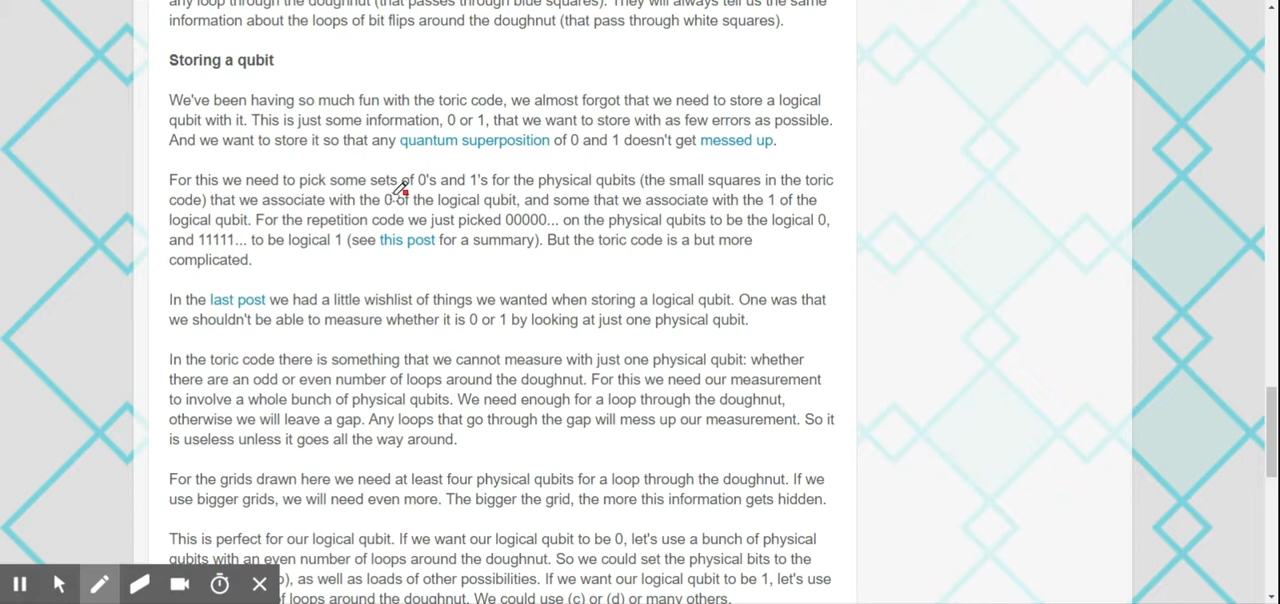 any loop through the doughnut (that passes through blue squares). They will always tell us the same
information about the loops of bit flips around the doughnut (that pass through white squares).
Storing a qubit
We've been having so much fun with the toric code, we almost forgot that we need to store a logical
qubit with it. This is just some information, 0 or 1, that we want to store with as few errors as possible.
And we want to store it so that any quantum superposition of 0 and 1 doesn't get messed up.
For this we need to pick some sets of 0's and 1's for the physical qubits (the small squares in the toric
code) that we associate with the 0 of the logical qubit, and some that we associate with the 1 of the
logical qubit. For the repetition code we just picked 00000... on the physical qubits to be the logical 0,
and 11111... to be logical 1 (see this post for a summary). But the toric code is a but more
complicated.
In the last post we had a little wishlist of things we wanted when storing a logical qubit. One was that
we shouldn't be able to measure whether it is 0 or 1 by looking at just one physical qubit.
In the toric code there is something that we cannot measure with just one physical qubit: whether
there are an odd or even number of loops around the doughnut. For this we need our measurement
to involve a whole bunch of physical qubits. We need enough for a loop through the doughnut,
otherwise we will leave a gap. Any loops that go through the gap will mess up our measurement. So it
is useless unless it goes all the way around.
For the grids drawn here we need at least four physical qubits for a loop through the doughnut. If we
use bigger grids, we will need even more. The bigger the grid, the more this information gets hidden.
This is perfect for our logical qubit. If we want our logical qubit to be 0, let's use a bunch of physical
qubits with an even number of loops around the doughnut. So we could set the physical bits to the
), as well as loads of other possibilities. If we want our logical qubit to be 1, let's use
of loops around the doughnut. We could use (c) or (d) or many others.